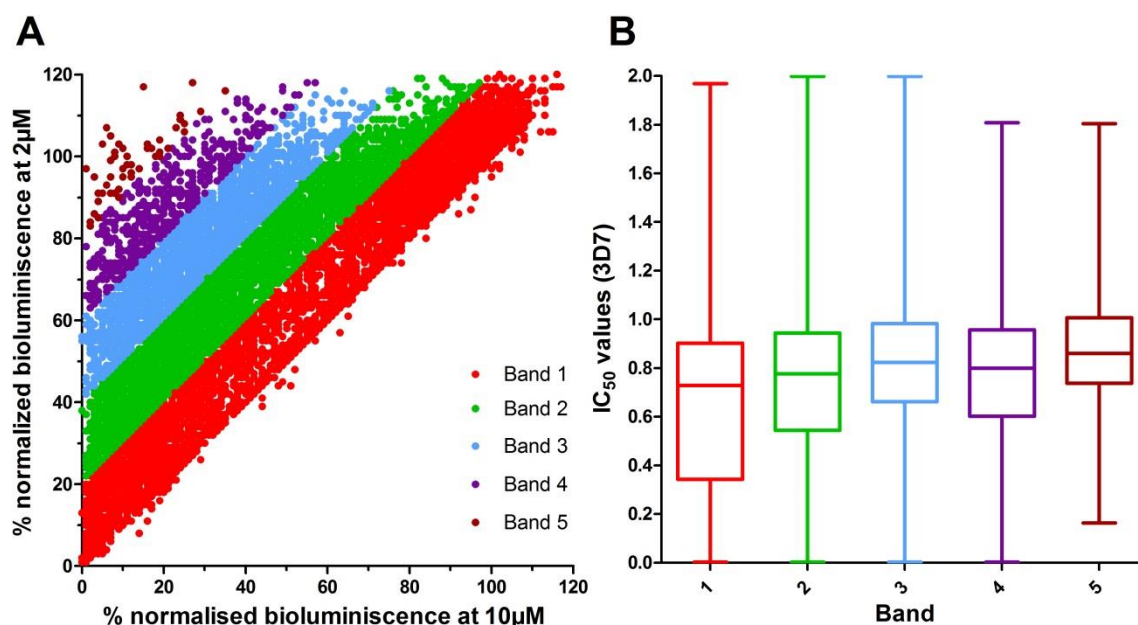 A
% normalized bioluminiscence at 2µM
120
100
80
60
40
20
0
0 20 40 60 80 100 120
% normalised bioluminiscence at 10µM
Band 1
Band 2
Band 3
Band 4
Band 5
B
IC50 values (3D7)
2.0
1.8
1.6
1.4
1.2
1.0
0.8
0.6
0.4
0.2
0.0
1 2 3 4 5
Band